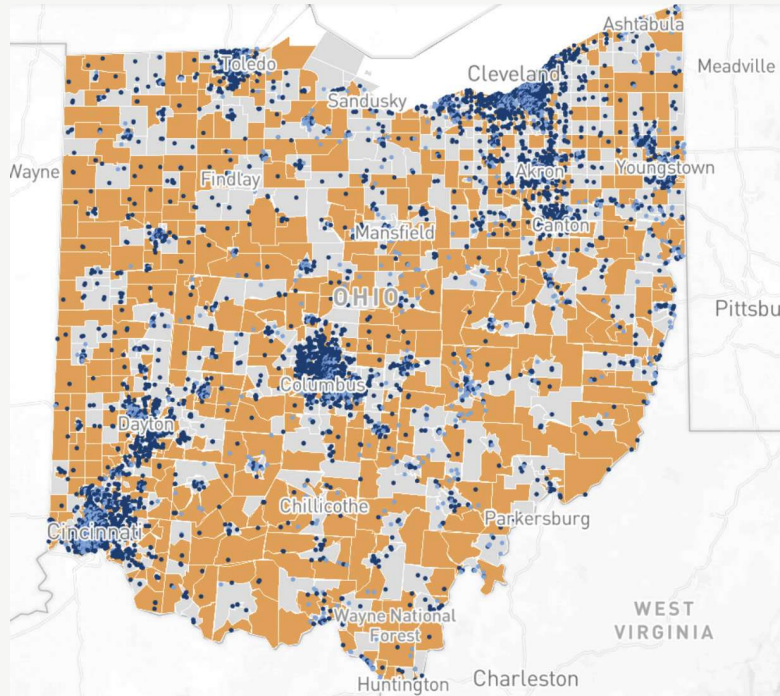 Ashtabula
Toledo
Cleveland
Meadville
Sandusky
Wayne
Findlay
Akron
Youngstown
Mansfield
Canton
OHIO
Pittsbu
Columbus
Dayton
Chillicothe
Cincinnati
Parkersburg
WEST
VIRGINIA
Wayne National
Forest
Huntington
Charleston